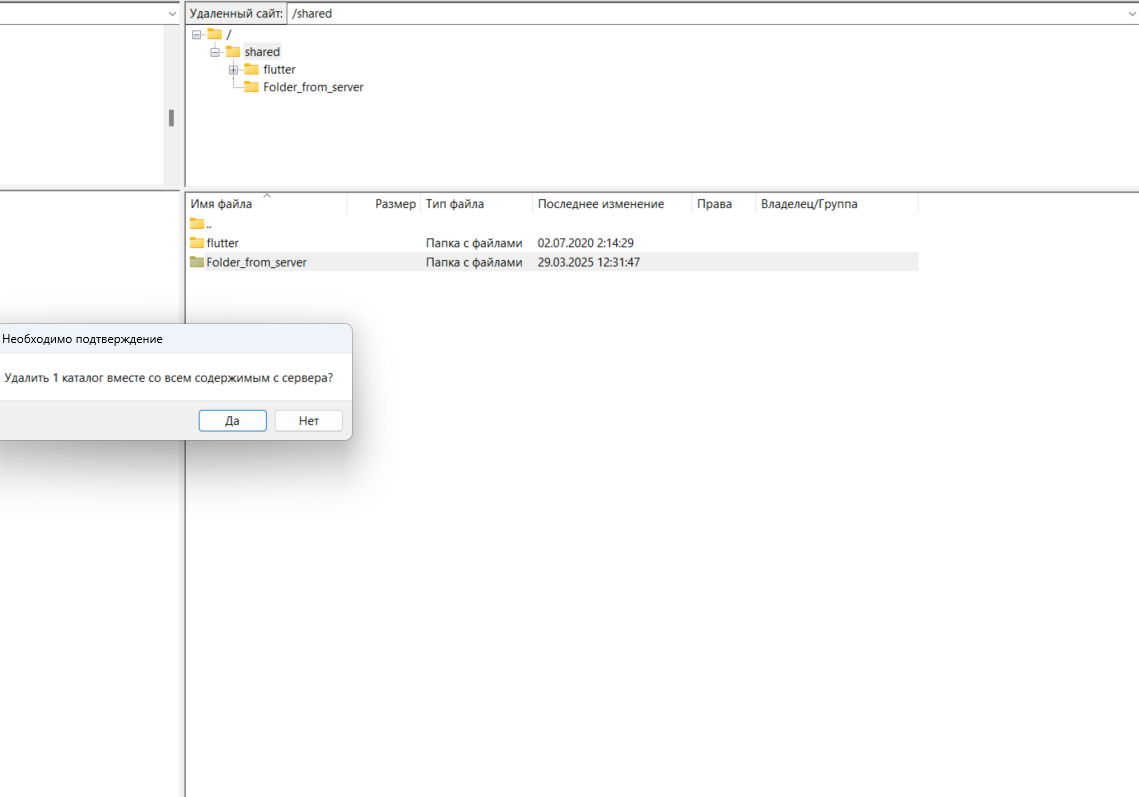 Удаленный сайт: /shared
/
shared
flutter
Folder_from_server
Имя файла Размер Тип файла Последнее изменение Права Владелец/Группа
..
flutter Папка с файлами 02.07.2020 2:14:29
Folder_from_server Папка с файлами 29.03.2025 12:31:47
Необходимо подтверждение
Удалить 1 каталог вместе со всем содержимым с сервера?
Да Нет